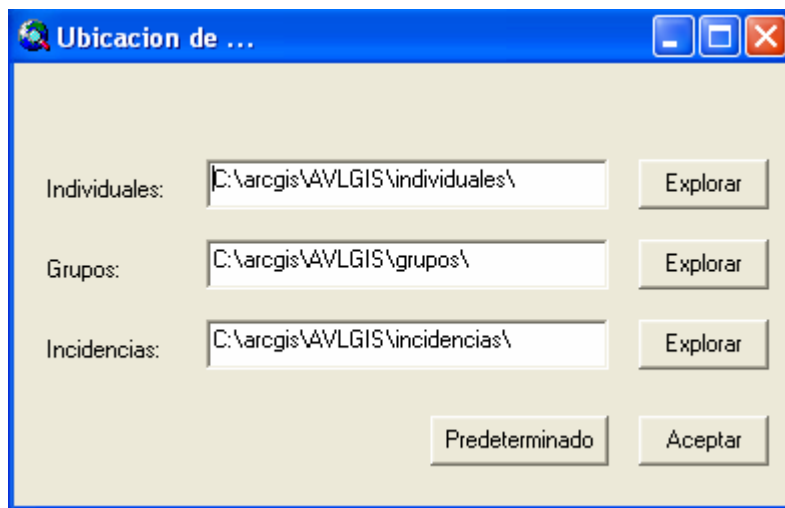 Ubicacion de ...
Individuales: C:\arcgis\AVLGIS\individuales\ Explorar
Grupos: C:\arcgis\AVLGIS\grupos\ Explorar
Incidencias: C:\arcgis\AVLGIS\incidencias\ Explorar
Predeterminado Aceptar